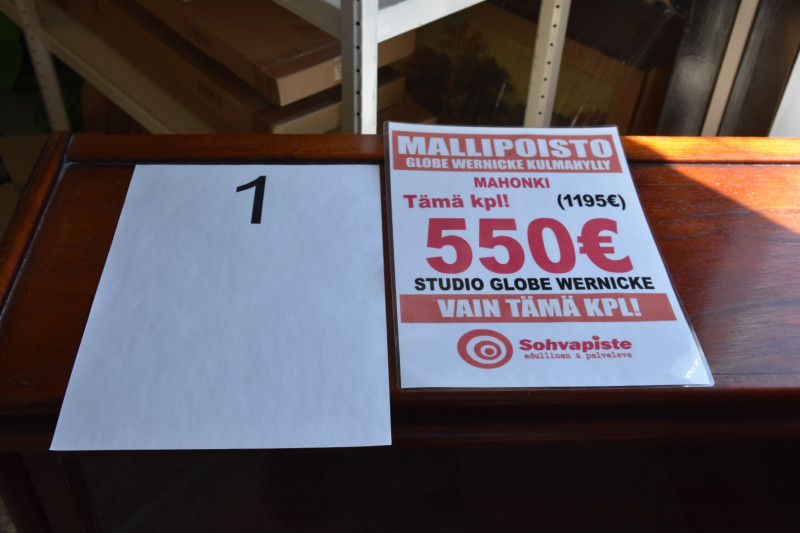 1
MALLIPOISTO
GLOBE WERNICKE KULMAHYLLY
MAHONKI
Tämä kpl! (1195€)
550€
STUDIO GLOBE WERNICKE
VAIN TÄMÄ KPL!
Sohvapiste
edullinen & palveleva